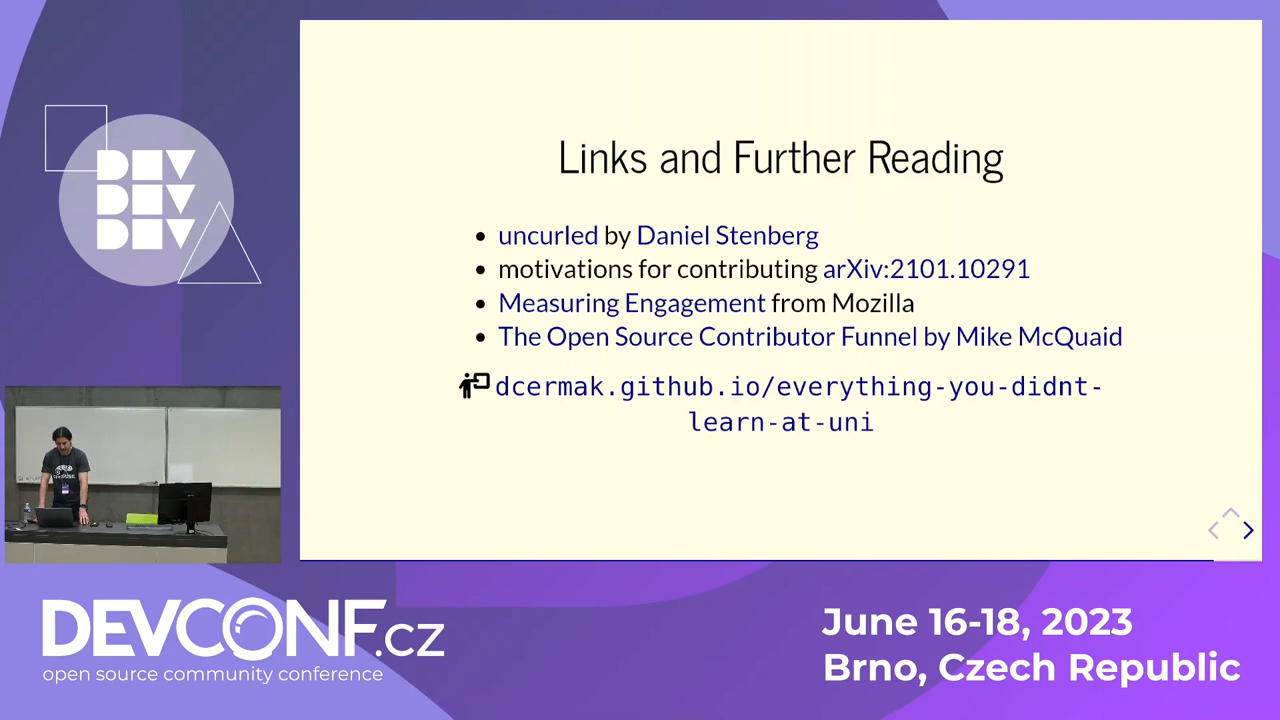 DEV
DEV
DEV
Links and Further Reading
uncurled by Daniel Stenberg
motivations for contributing arXiv:2101.10291
Measuring Engagement from Mozilla
The Open Source Contributor Funnel by Mike McQuaid
dcermak.github.io/everything-you-didnt-
learn-at-uni
DEVCONF.CZ
open source community conference
June 16-18, 2023
Brno, Czech Republic